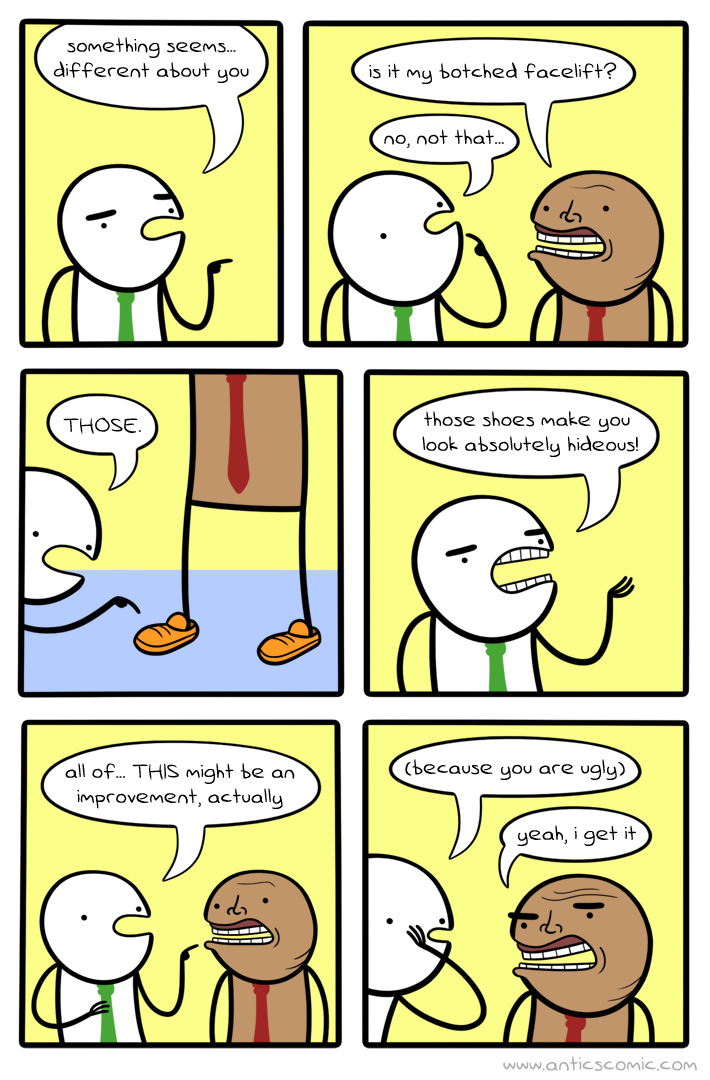 something seems...
different about you
is it my botched facelift?
no, not that...
THOSE.
those shoes make you
look absolutely hideous!
all of... THIS might be an
improvement, actually
(because you are ugly)
yeah, i get it
www.anticscomic.com